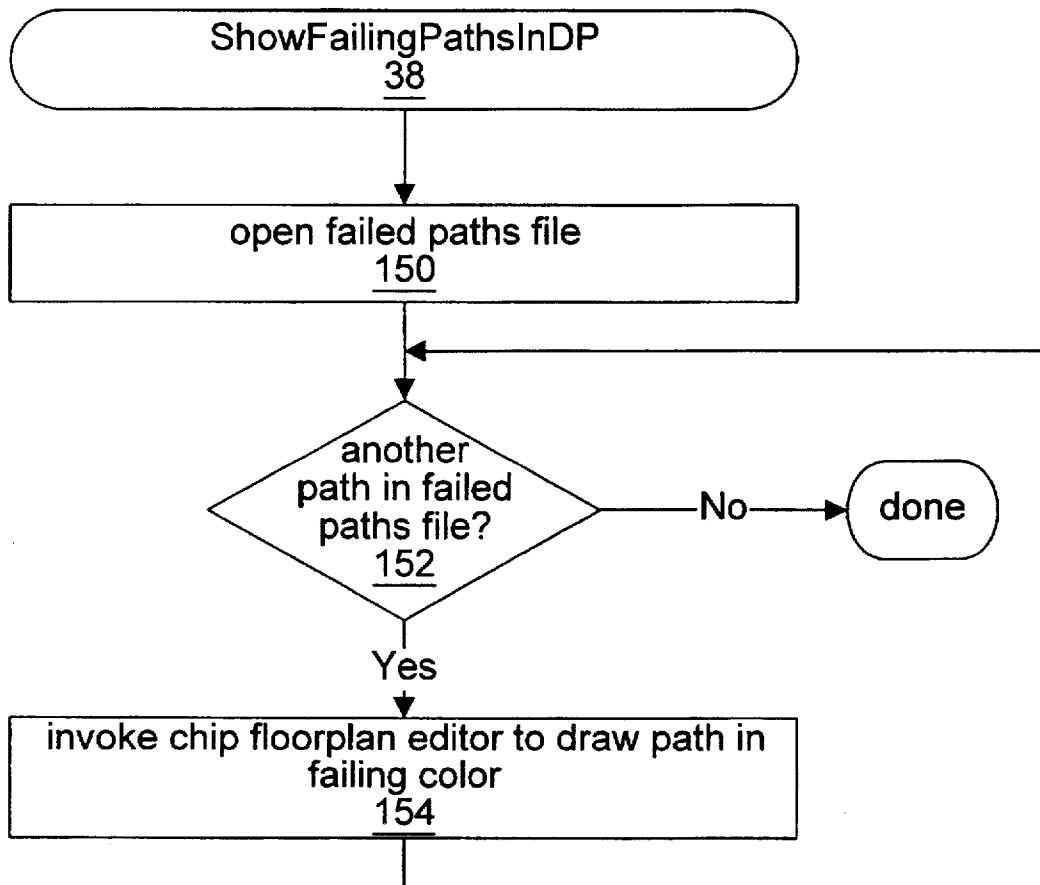 ShowFailingPathsInDP
38
open failed paths file
150
another
path in failed
paths file?
152
No
done
Yes
invoke chip floorplan editor to draw path in
failing color
154